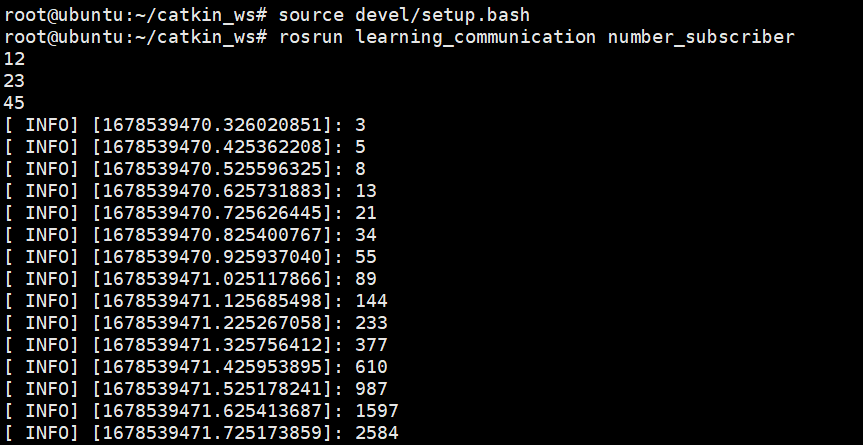 root@ubuntu:~/catkin_ws# source devel/setup.bash
root@ubuntu:~/catkin_ws# rosrun learning_communication number_subscriber
12
23
45
[ INFO] [1678539470.326020851]: 3
[ INFO] [1678539470.425362208]: 5
[ INFO] [1678539470.525596325]: 8
[ INFO] [1678539470.625731883]: 13
[ INFO] [1678539470.725626445]: 21
[ INFO] [1678539470.825400767]: 34
[ INFO] [1678539470.925937040]: 55
[ INFO] [1678539471.025117866]: 89
[ INFO] [1678539471.125685498]: 144
[ INFO] [1678539471.225267058]: 233
[ INFO] [1678539471.325756412]: 377
[ INFO] [1678539471.425953895]: 610
[ INFO] [1678539471.525178241]: 987
[ INFO] [1678539471.625413687]: 1597
[ INFO] [1678539471.725173859]: 2584